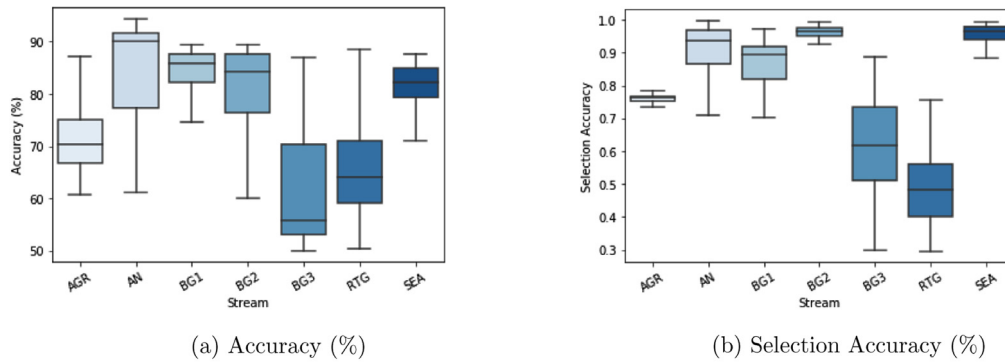 Accuracy (%)
90
80
70
60
50
AGR
AN
BG1
BG2
BG3
RTG
SEA
Stream
(a) Accuracy (%)
Selection Accuracy
1.0
0.9
0.8
0.7
0.6
0.5
0.4
0.3
AGR
AN
BG1
BG2
BG3
RTG
SEA
Stream
(b) Selection Accuracy (%)